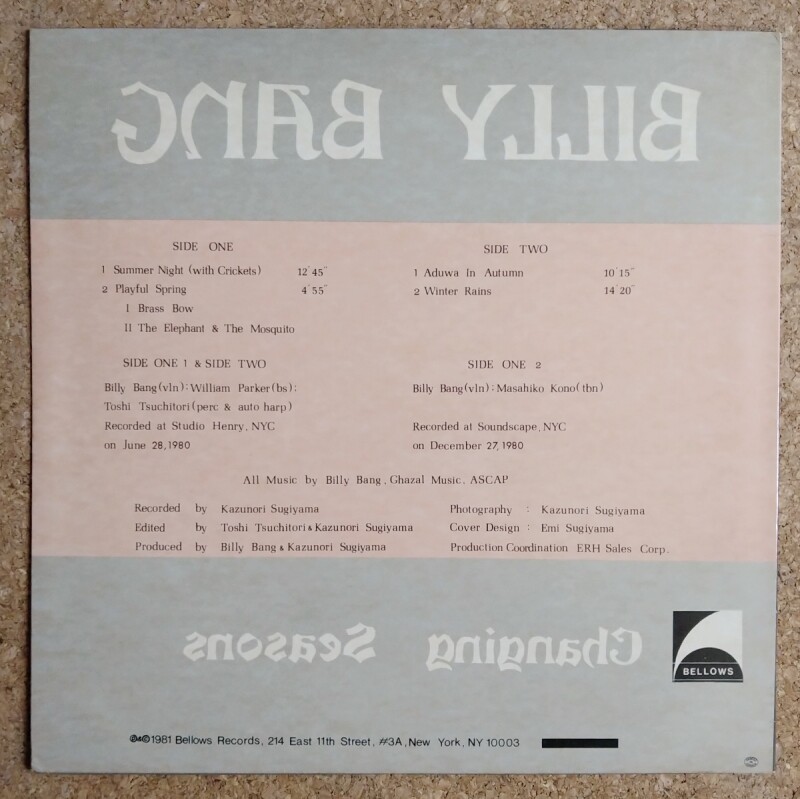 BILLY BANG
SIDE ONE
1 Summer Night (with Crickets) 12´45″
2 Playful Spring 4´55″
I Brass Bow
II The Elephant & The Mosquito
SIDE TWO
1 Aduwa In Autumn 10´15″
2 Winter Rains 14´20″
SIDE ONE 1 & SIDE TWO
Billy Bang(vln); William Parker(bs);
Toshi Tsuchitori(perc & auto harp)
Recorded at Studio Henry, NYC
on June 28,1980
SIDE ONE 2
Billy Bang(vln); Masahiko Kono(tbn)
Recorded at Soundscape, NYC
on December 27,1980
All Music by Billy Bang, Ghazal Music, ASCAP
Recorded by Kazunori Sugiyama
Edited by Toshi Tsuchitori & Kazunori Sugiyama
Produced by Billy Bang & Kazunori Sugiyama
Photography : Kazunori Sugiyama
Cover Design : Emi Sugiyama
Production Coordination ERH Sales Corp.
Changing Seasons
BELLOWS
℗&©1981 Bellows Records, 214 East 11th Street, #3A, New York, NY 10003